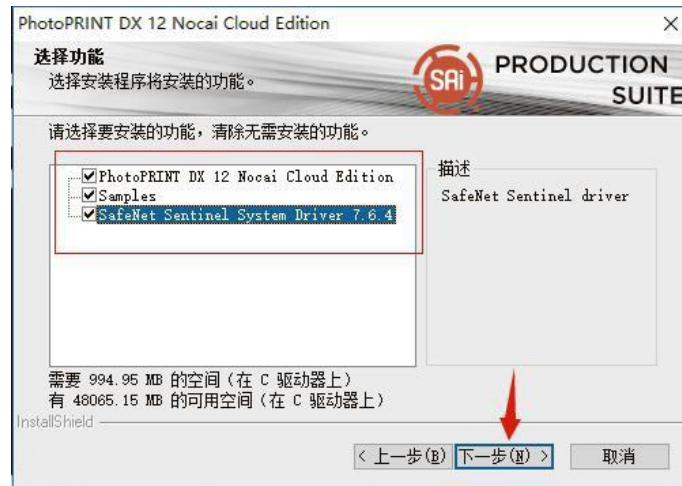 PhotoPRINT DX 12 Nocai Cloud Edition
选择功能
选择安装程序将安装的功能。
SAi
PRODUCTION
SUITE
请选择要安装的功能，清除无需安装的功能。
PhotoPRINT DX 12 Nocai Cloud Edition
Samples
SafeNet Sentinel System Driver 7.6.4
描述
SafeNet Sentinel driver
需要 994.95 MB 的空间（在 C 驱动器上）
有 48065.15 MB 的可用空间（在 C 驱动器上）
InstallShield
< 上一步(B)
下一步(N) >
取消